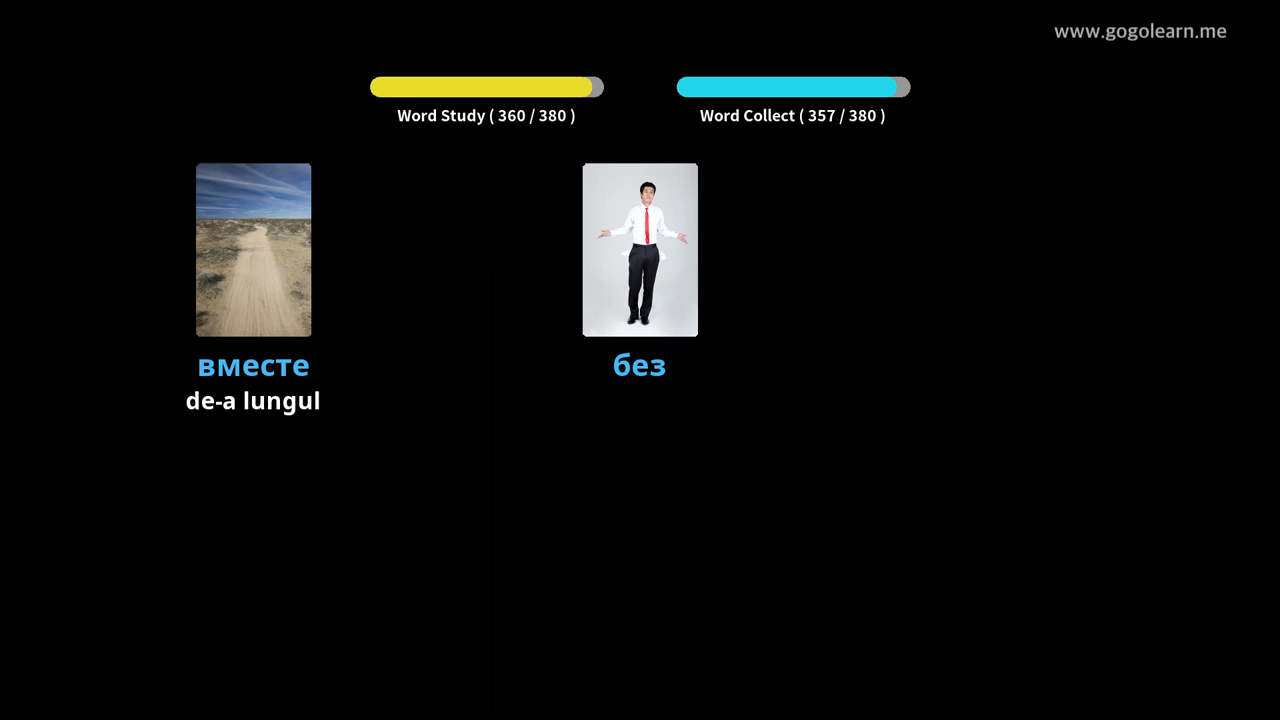 www.gogolearn.me
Word Study ( 360 / 380 )
Word Collect ( 357 / 380 )
вместе
de-a lungul
без